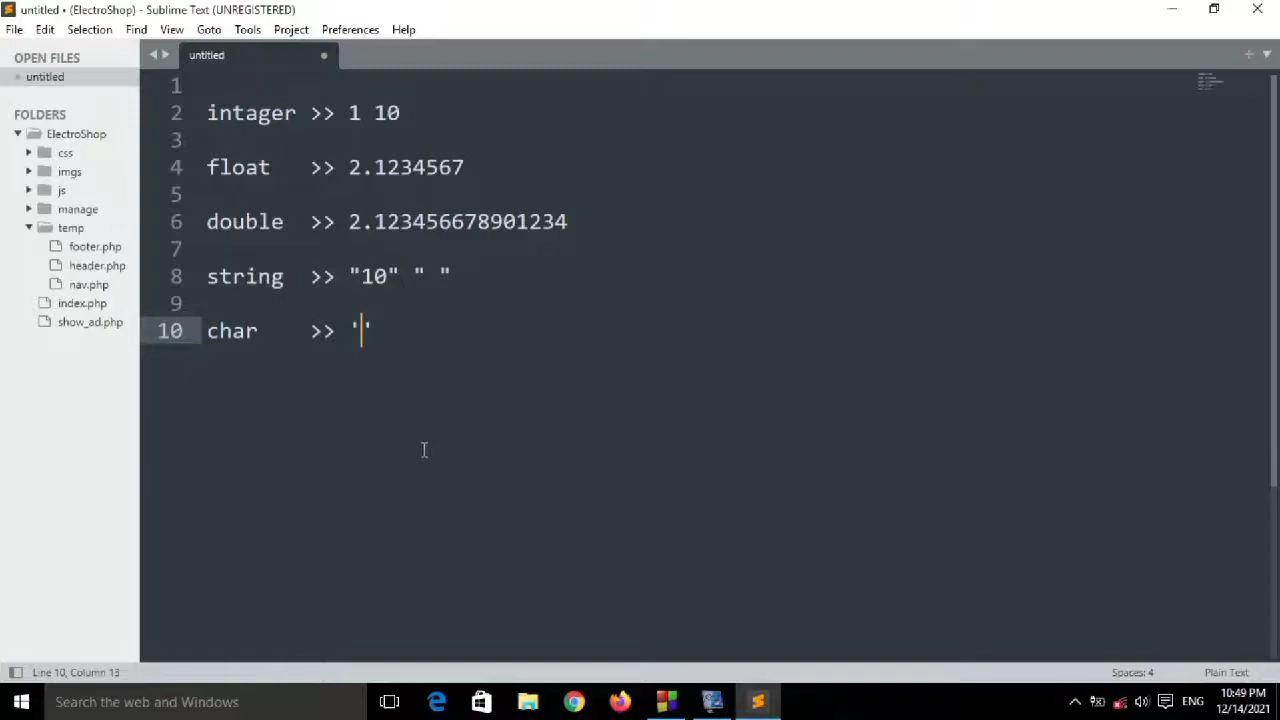 untitled • (ElectroShop) - Sublime Text (UNREGISTERED)
File Edit Selection Find View Goto Tools Project Preferences Help
OPEN FILES
untitled
FOLDERS
ElectroShop
css
imgs
js
manage
temp
footer.php
header.php
nav.php
index.php
show_ad.php
untitled
1
2 intager >> 1 10
3
4 float >> 2.1234567
5
6 double >> 2.123456678901234
7
8 string >> "10" " "
9
10 char >> ''
Line 10, Column 13
Spaces: 4
Plain Text
Search the web and Windows
ENG
10:49 PM
12/14/2021